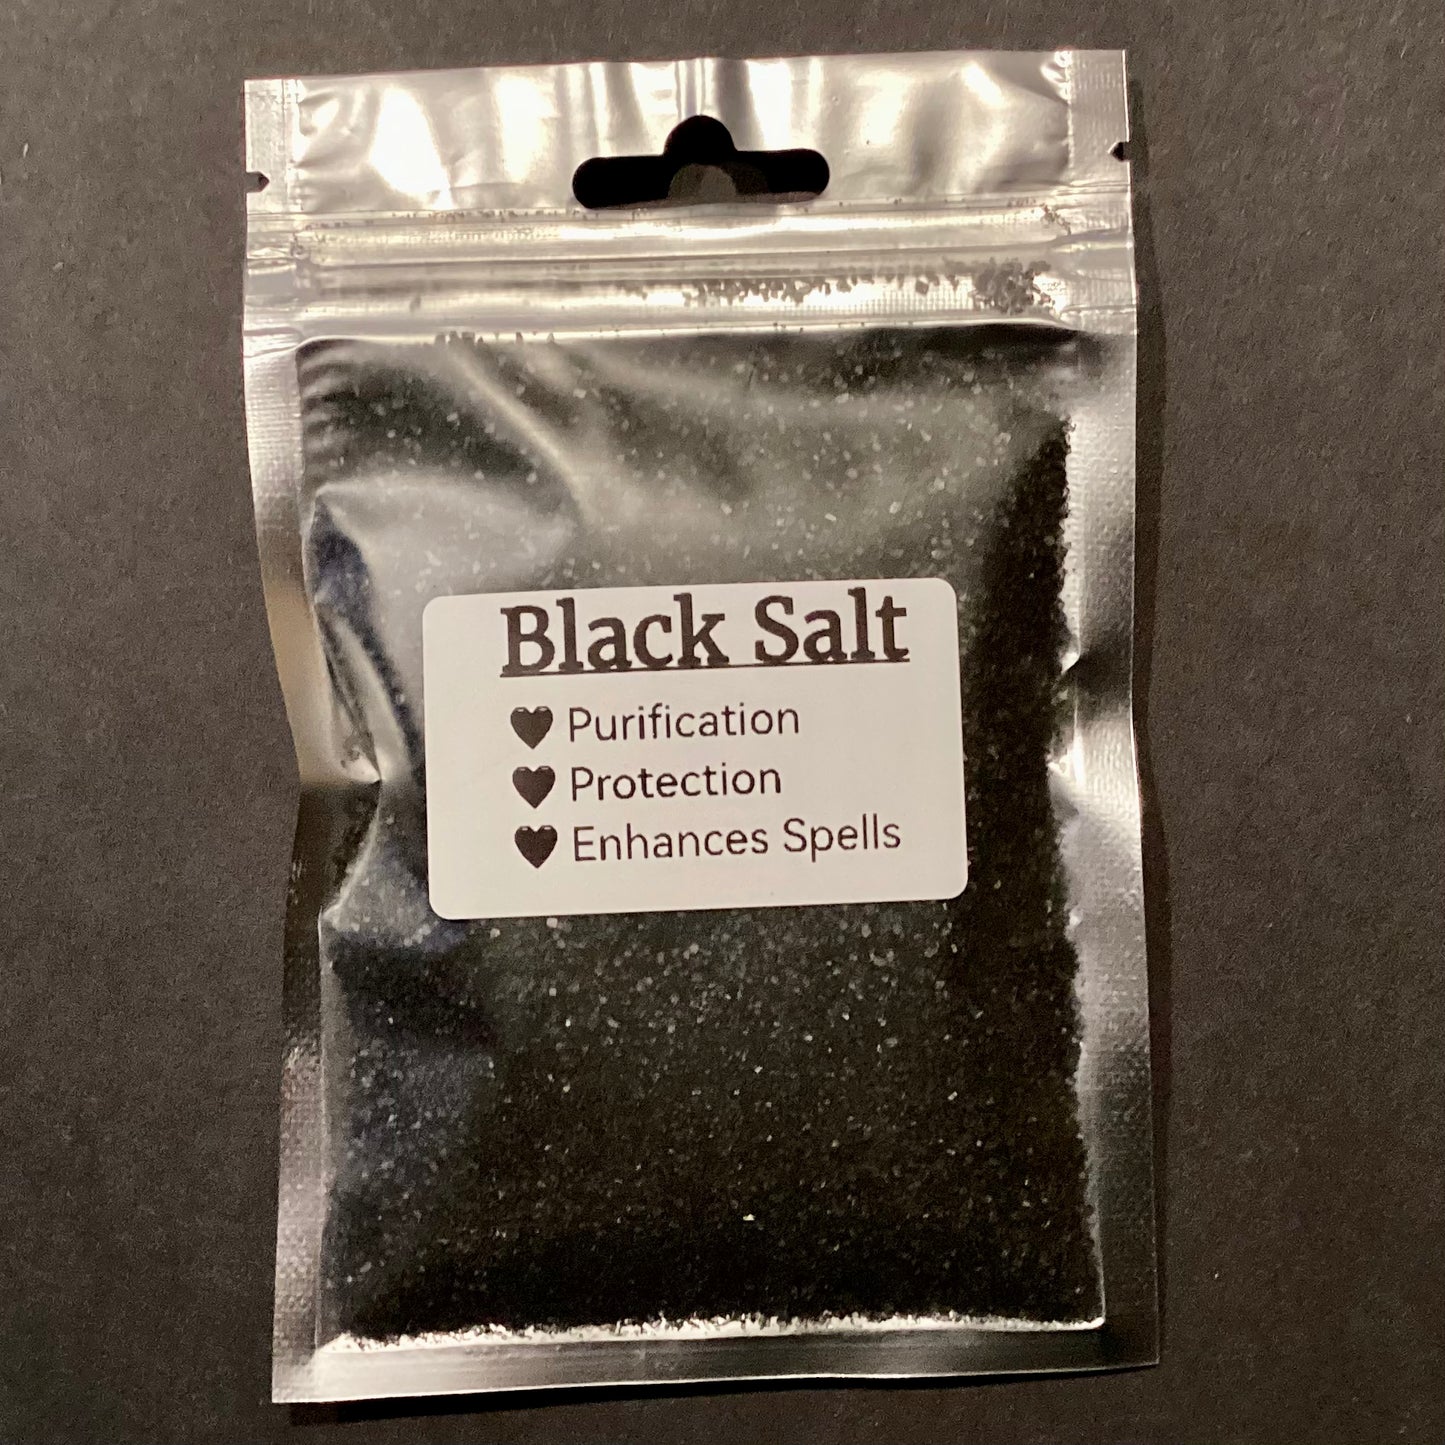 Black Salt
🖤 Purification
🖤 Protection
🖤 Enhances Spells